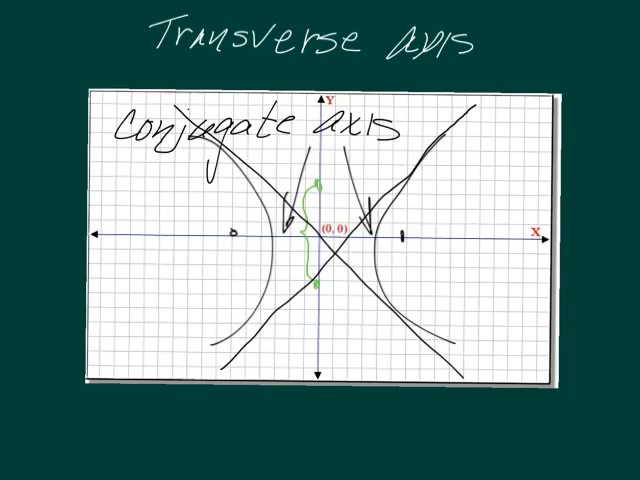 Transverse axis
Y
Conjugate axis
(0, 0)
X